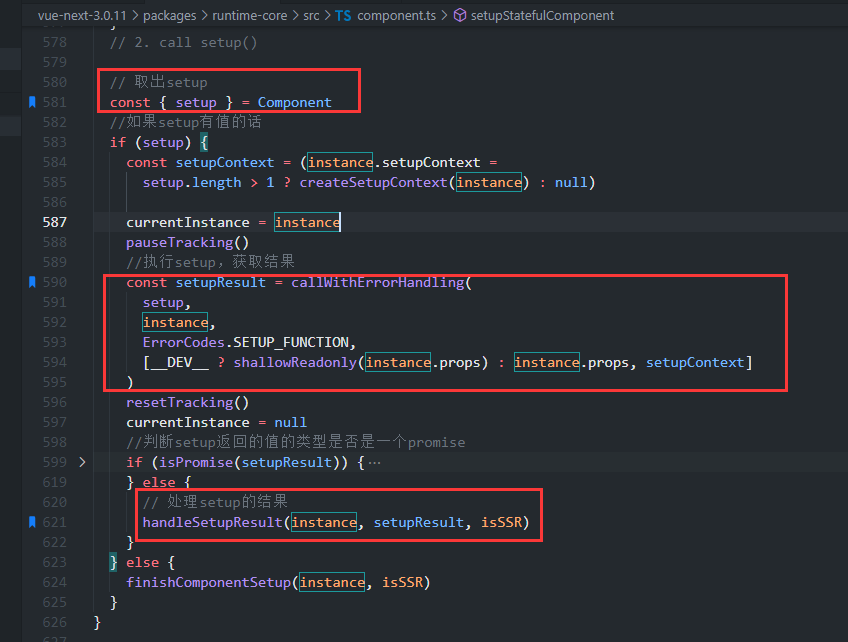 vue-next-3.0.11 > packages > runtime-core > src > TS component.ts > setupStatefulComponent
578 // 2. call setup()
579
580 // 取出setup
581 const { setup } = Component
582 //如果setup有值的话
583 if (setup) {
584 const setupContext = (instance.setupContext =
585 setup.length > 1 ? createSetupContext(instance) : null)
586
587 currentInstance = instance
588 pauseTracking()
589 //执行setup，获取结果
590 const setupResult = callWithErrorHandling(
591 setup,
592 instance,
593 ErrorCodes.SETUP_FUNCTION,
594 [__DEV__ ? shallowReadonly(instance.props) : instance.props, setupContext]
595 )
596 resetTracking()
597 currentInstance = null
598 //判断setup返回的值的类型是否是一个promise
599 > if (isPromise(setupResult)) {…
619 } else {
620 // 处理setup的结果
621 handleSetupResult(instance, setupResult, isSSR)
622 }
623 } else {
624 finishComponentSetup(instance, isSSR)
625 }
626 }